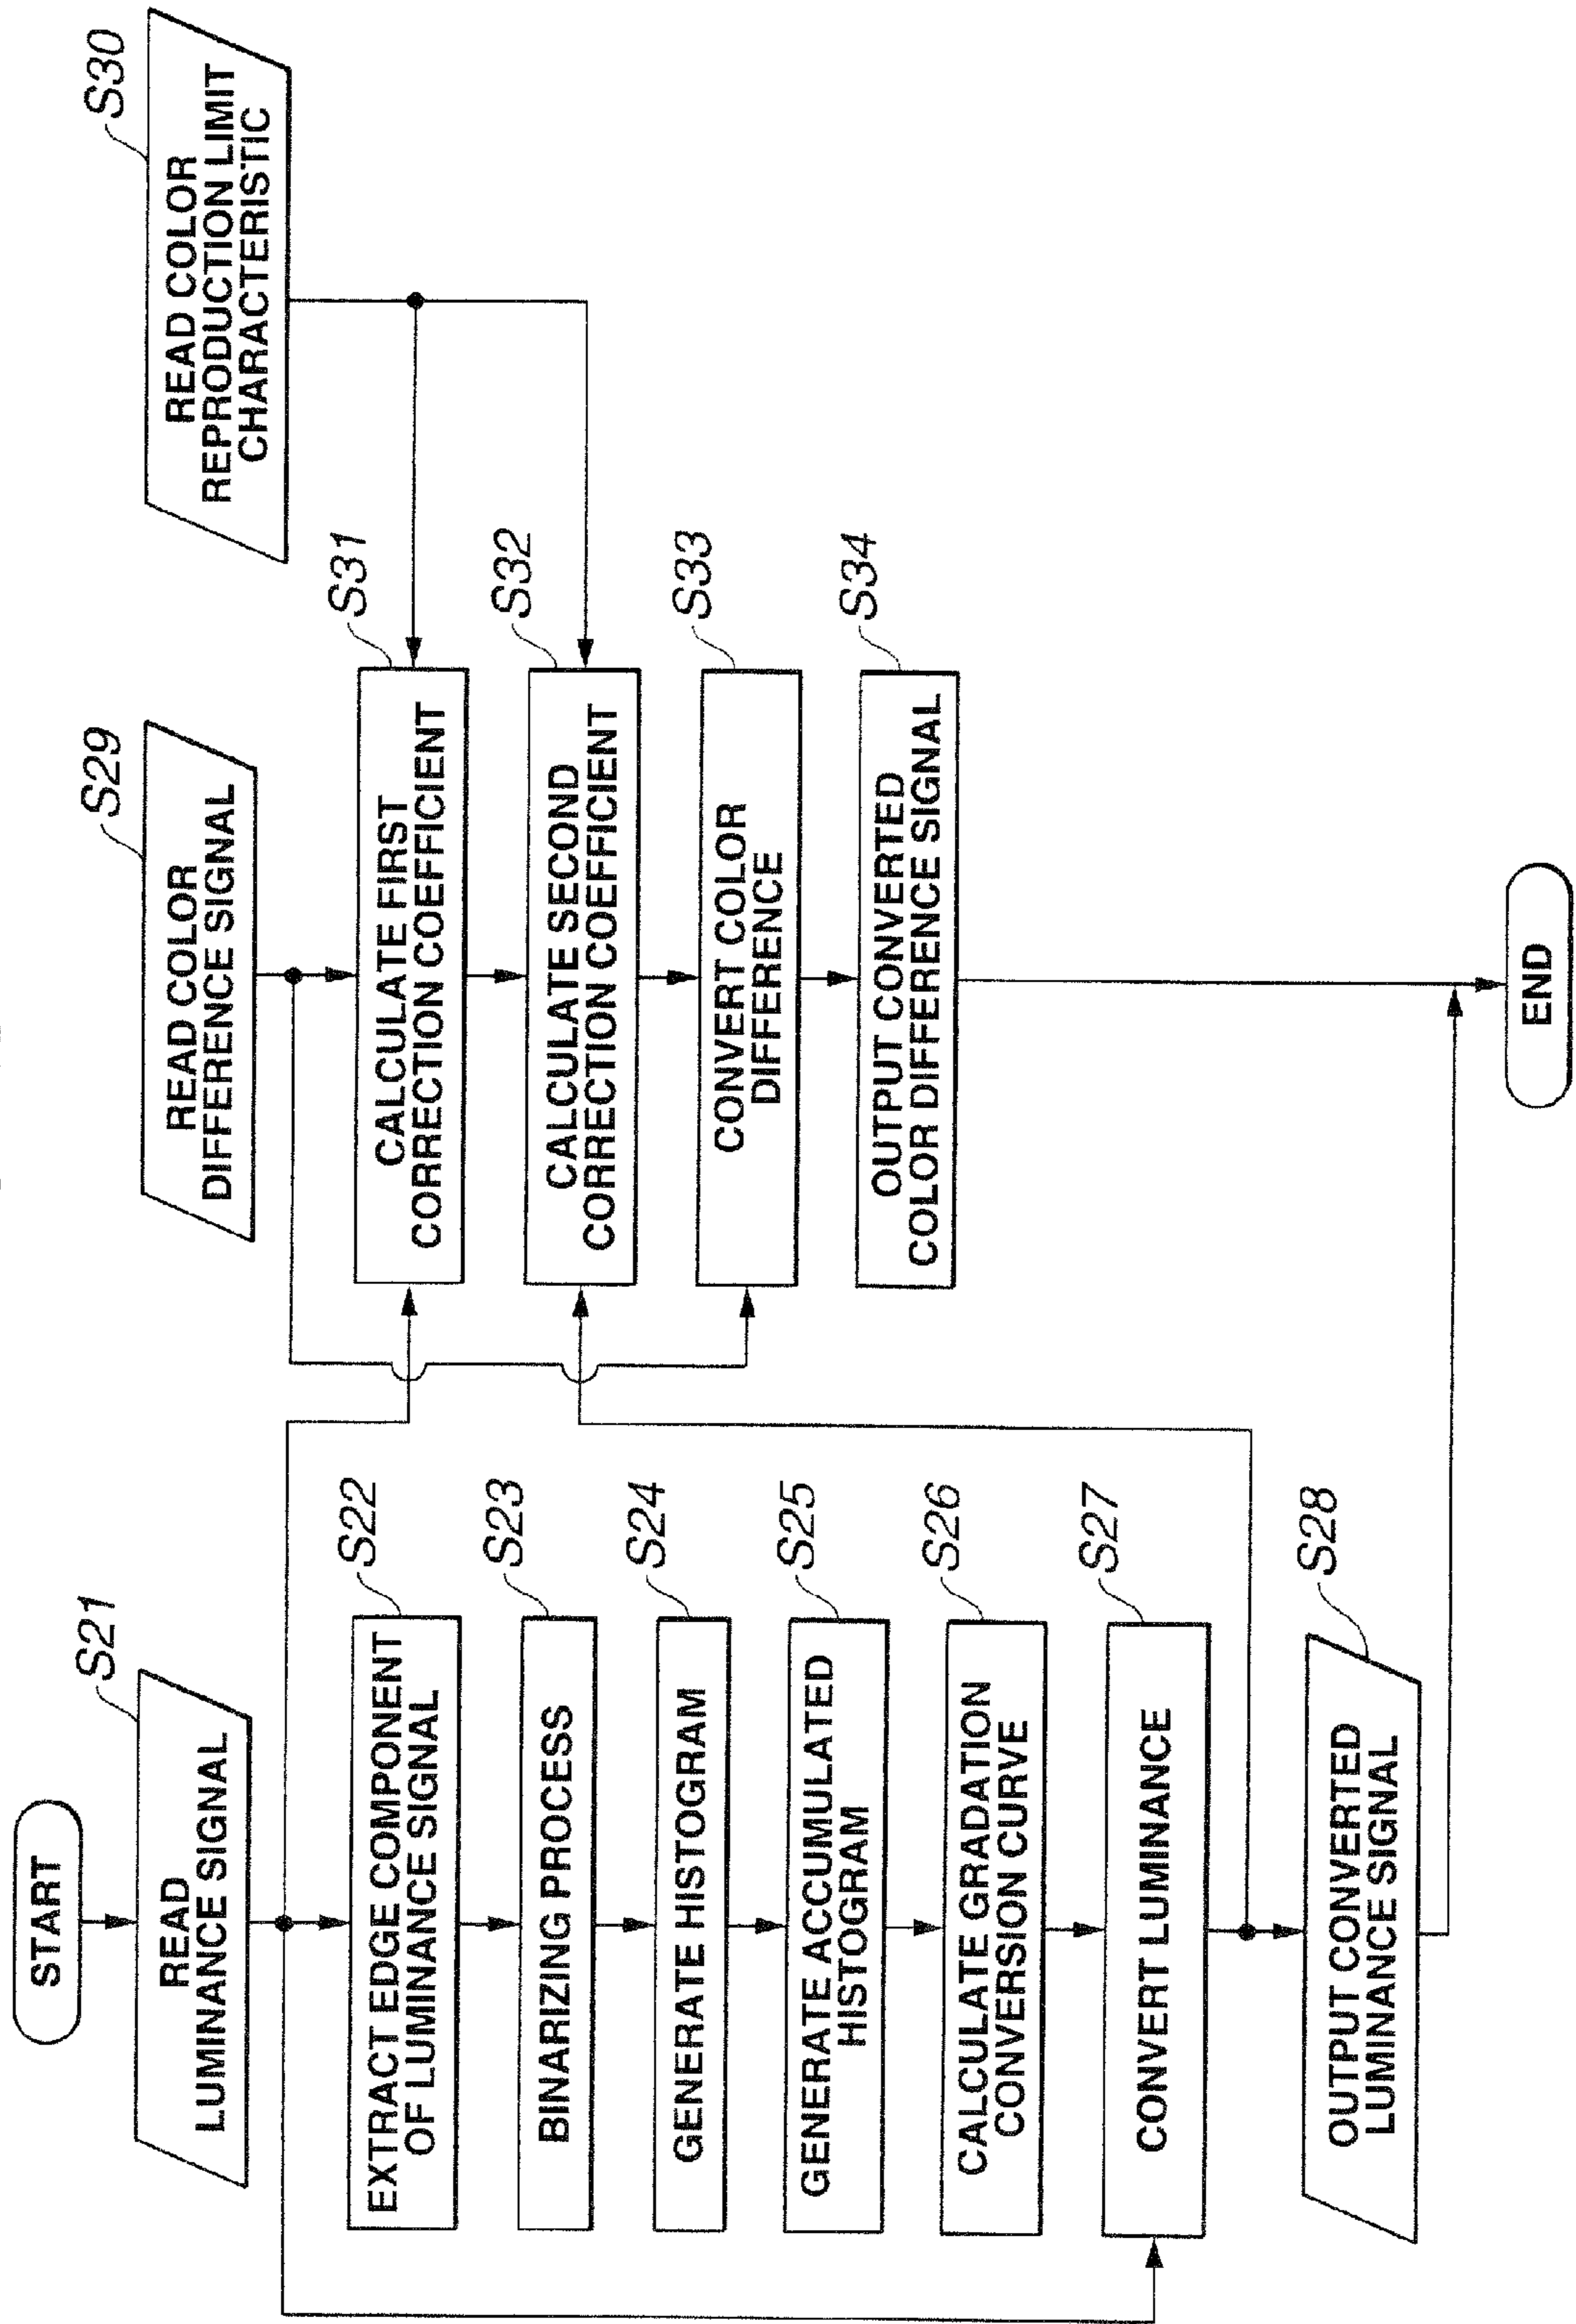 START
S21
READ
LUMINANCE SIGNAL
S22
EXTRACT EDGE COMPONENT
OF LUMINANCE SIGNAL
S23
BINARIZING PROCESS
S24
GENERATE HISTOGRAM
S25
GENERATE ACCUMULATED
HISTOGRAM
S26
CALCULATE GRADATION
CONVERSION CURVE
S27
CONVERT LUMINANCE
S28
OUTPUT CONVERTED
LUMINANCE SIGNAL
S29
READ COLOR
DIFFERENCE SIGNAL
S30
READ COLOR
REPRODUCTION LIMIT
CHARACTERISTIC
S31
CALCULATE FIRST
CORRECTION COEFFICIENT
S32
CALCULATE SECOND
CORRECTION COEFFICIENT
S33
CONVERT COLOR
DIFFERENCE
S34
OUTPUT CONVERTED
COLOR DIFFERENCE SIGNAL
END